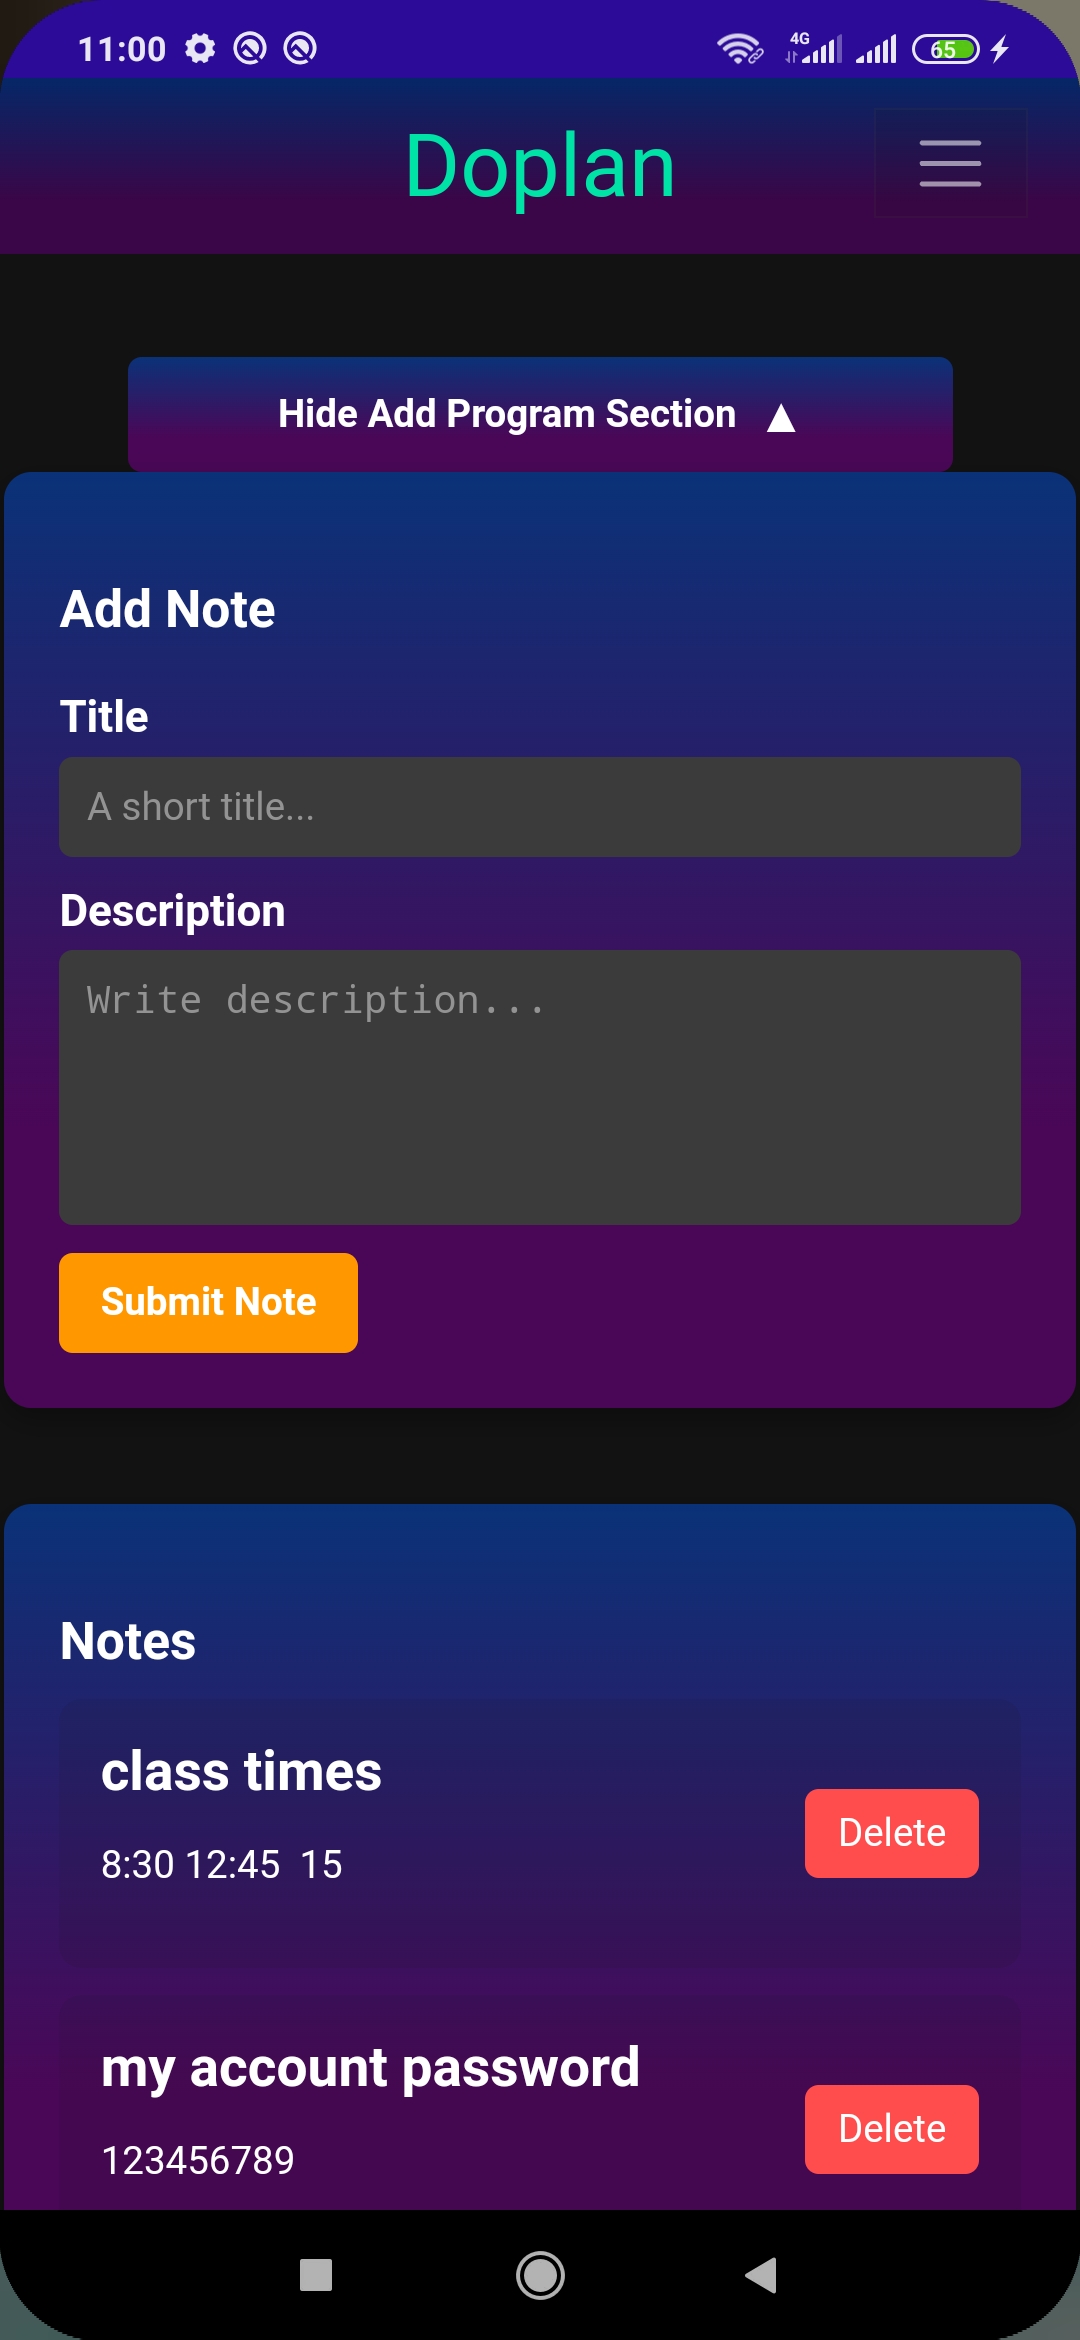 11:00 4G 65
Doplan
Hide Add Program Section ▲
Add Note
Title
A short title...
Description
Write description...
Submit Note
Notes
class times
8:30 12:45  15
Delete
my account password
123456789
Delete